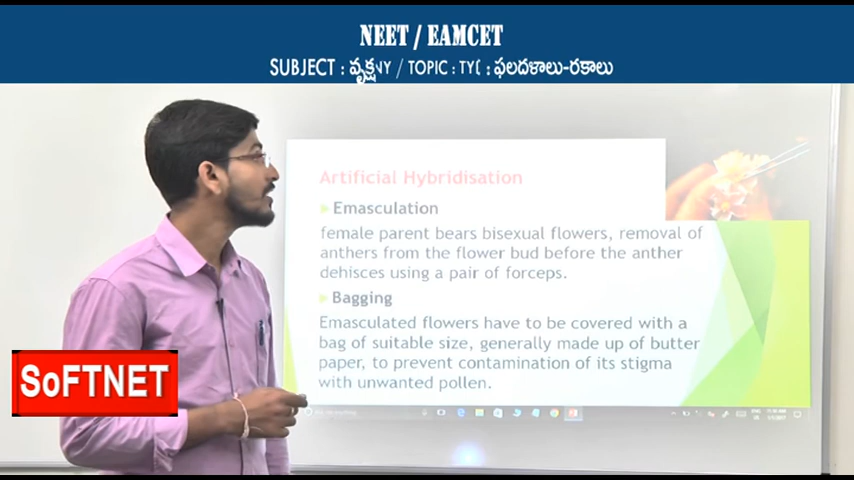 NEET / EAMCET
SUBJECT : వృక్షNY / TOPIC : TYC : ఫలదళాలు-రకాలు
Artificial Hybridisation
Emasculation
female parent bears bisexual flowers, removal of
anthers from the flower bud before the anther
dehisces using a pair of forceps.
Bagging
Emasculated flowers have to be covered with a
bag of suitable size, generally made up of butter
paper, to prevent contamination of its stigma
with unwanted pollen.
SoFTNET